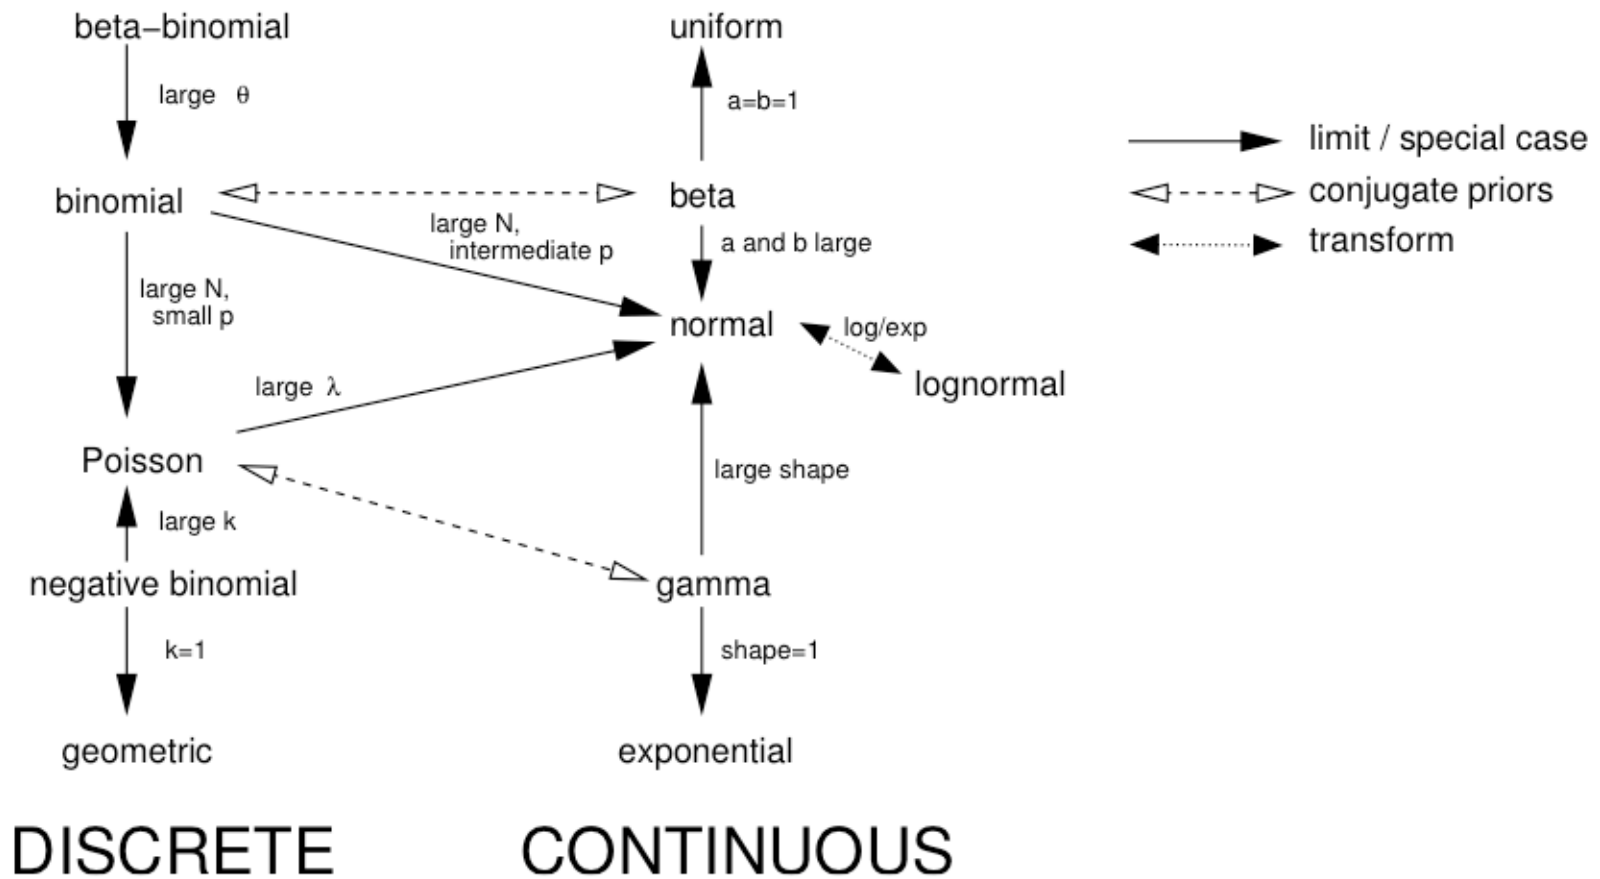 beta–binomial
uniform
large θ
a=b=1
limit / special case
conjugate priors
transform
binomial
beta
large N,
intermediate p
a and b large
large N,
small p
normal
log/exp
lognormal
large λ
Poisson
large shape
large k
negative binomial
gamma
k=1
shape=1
geometric
exponential
DISCRETE
CONTINUOUS